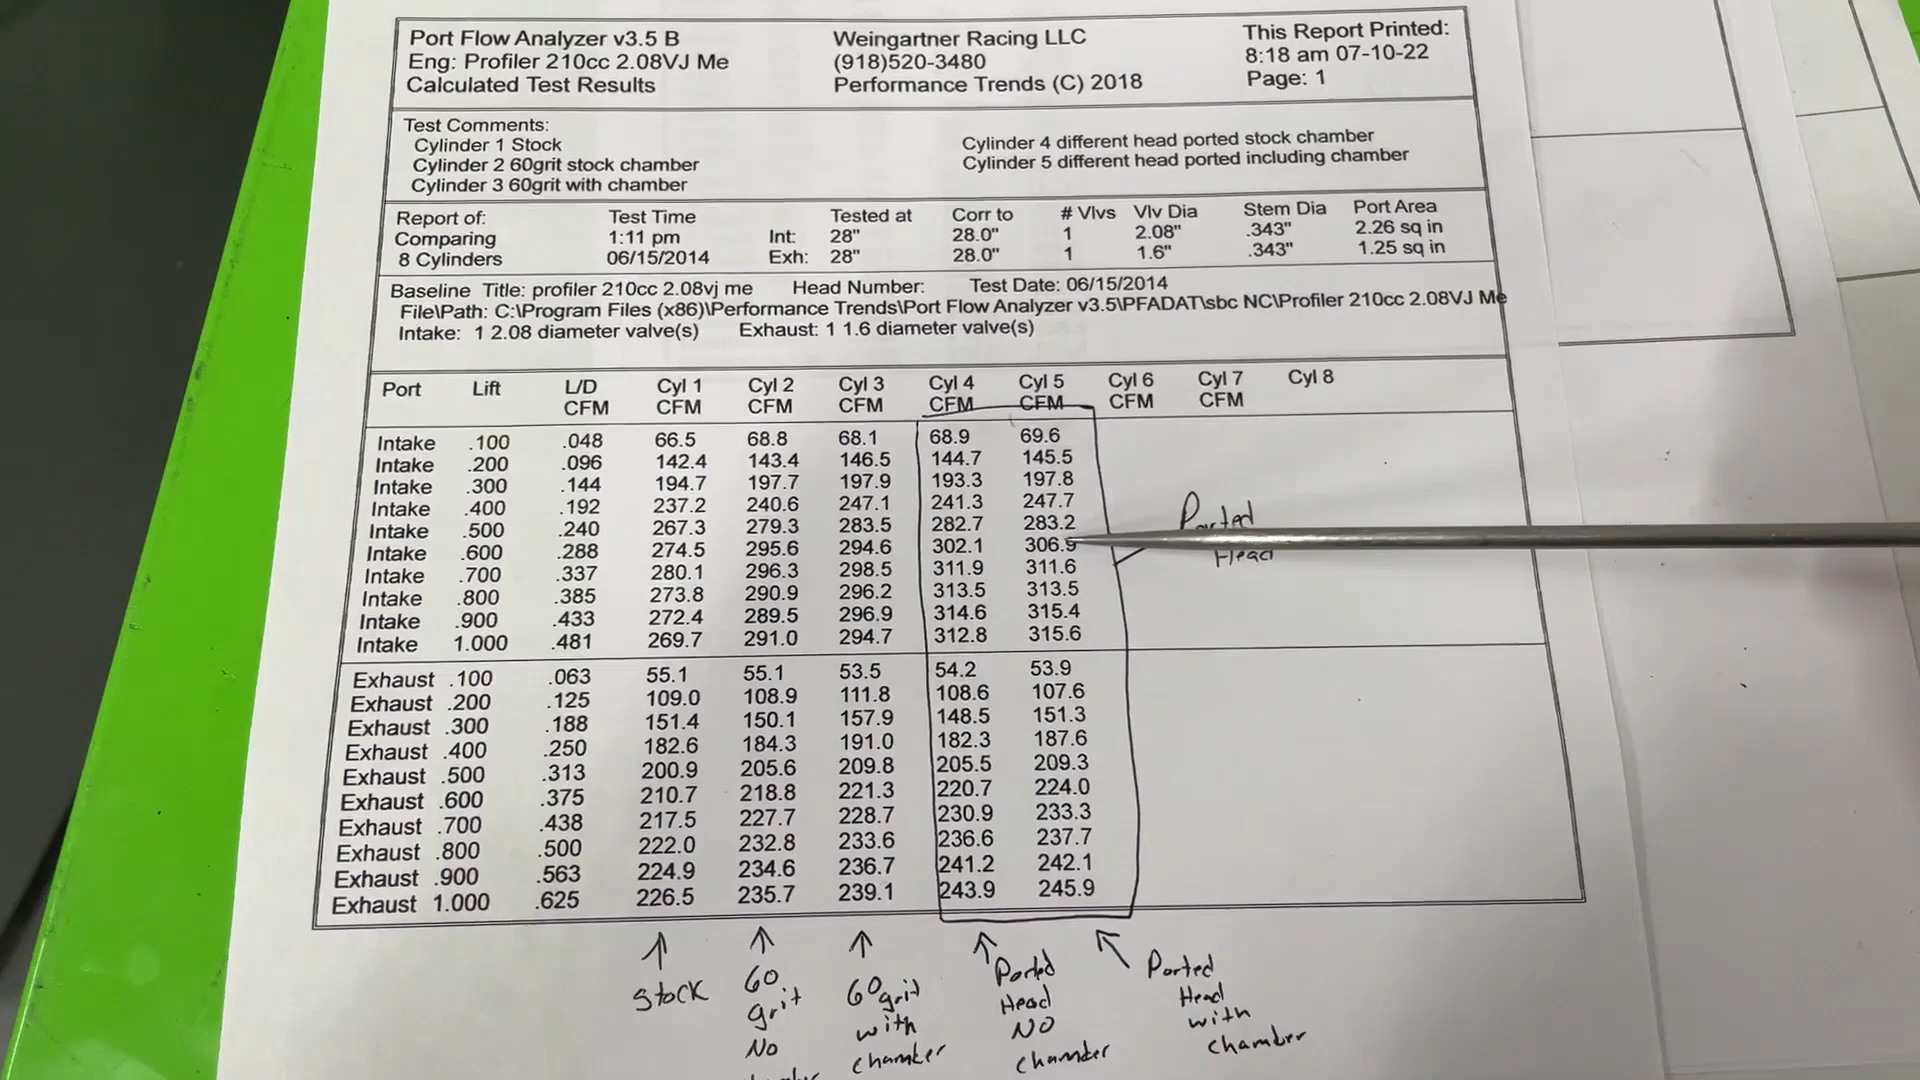 Port Flow Analyzer v3.5 B
Eng: Profiler 210cc 2.08VJ Me
Calculated Test Results
Weingartner Racing LLC
(918)520-3480
Performance Trends (C) 2018
This Report Printed:
8:18 am 07-10-22
Page: 1
Test Comments:
Cylinder 1 Stock
Cylinder 2 60grit stock chamber
Cylinder 3 60grit with chamber
Cylinder 4 different head ported stock chamber
Cylinder 5 different head ported including chamber
Report of: Test Time Tested at Corr to # Vlvs Vlv Dia Stem Dia Port Area
Comparing 1:11 pm Int: 28" 28.0" 1 2.08" .343" 2.26 sq in
8 Cylinders 06/15/2014 Exh: 28" 28.0" 1 1.6" .343" 1.25 sq in
Baseline Title: profiler 210cc 2.08vj me Head Number: Test Date: 06/15/2014
File\Path: C:\Program Files (x86)\Performance Trends\Port Flow Analyzer v3.5\PFADAT\sbc NC\Profiler 210cc 2.08VJ Me
Intake: 1 2.08 diameter valve(s) Exhaust: 1 1.6 diameter valve(s)
Port Lift L/D Cyl 1 Cyl 2 Cyl 3 Cyl 4 Cyl 5 Cyl 6 Cyl 7 Cyl 8
CFM CFM CFM CFM CFM CFM CFM CFM
Intake .100 .048 66.5 68.8 68.1 68.9 69.6
Intake .200 .096 142.4 143.4 146.5 144.7 145.5
Intake .300 .144 194.7 197.7 197.9 193.3 197.8
Intake .400 .192 237.2 240.6 247.1 241.3 247.7
Intake .500 .240 267.3 279.3 283.5 282.7 283.2
Intake .600 .288 274.5 295.6 294.6 302.1 306.9
Intake .700 .337 280.1 296.3 298.5 311.9 311.6
Intake .800 .385 273.8 290.9 296.2 313.5 313.5
Intake .900 .433 272.4 289.5 296.9 314.6 315.4
Intake 1.000 .481 269.7 291.0 294.7 312.8 315.6
Ported
Head
Exhaust .100 .063 55.1 55.1 53.5 54.2 53.9
Exhaust .200 .125 109.0 108.9 111.8 108.6 107.6
Exhaust .300 .188 151.4 150.1 157.9 148.5 151.3
Exhaust .400 .250 182.6 184.3 191.0 182.3 187.6
Exhaust .500 .313 200.9 205.6 209.8 205.5 209.3
Exhaust .600 .375 210.7 218.8 221.3 220.7 224.0
Exhaust .700 .438 217.5 227.7 228.7 230.9 233.3
Exhaust .800 .500 222.0 232.8 233.6 236.6 237.7
Exhaust .900 .563 224.9 234.6 236.7 241.2 242.1
Exhaust 1.000 .625 226.5 235.7 239.1 243.9 245.9
stock
60
grit
No
60grit
with
chamber
Ported
Head
NO
chamber
Ported
Head
with
chamber